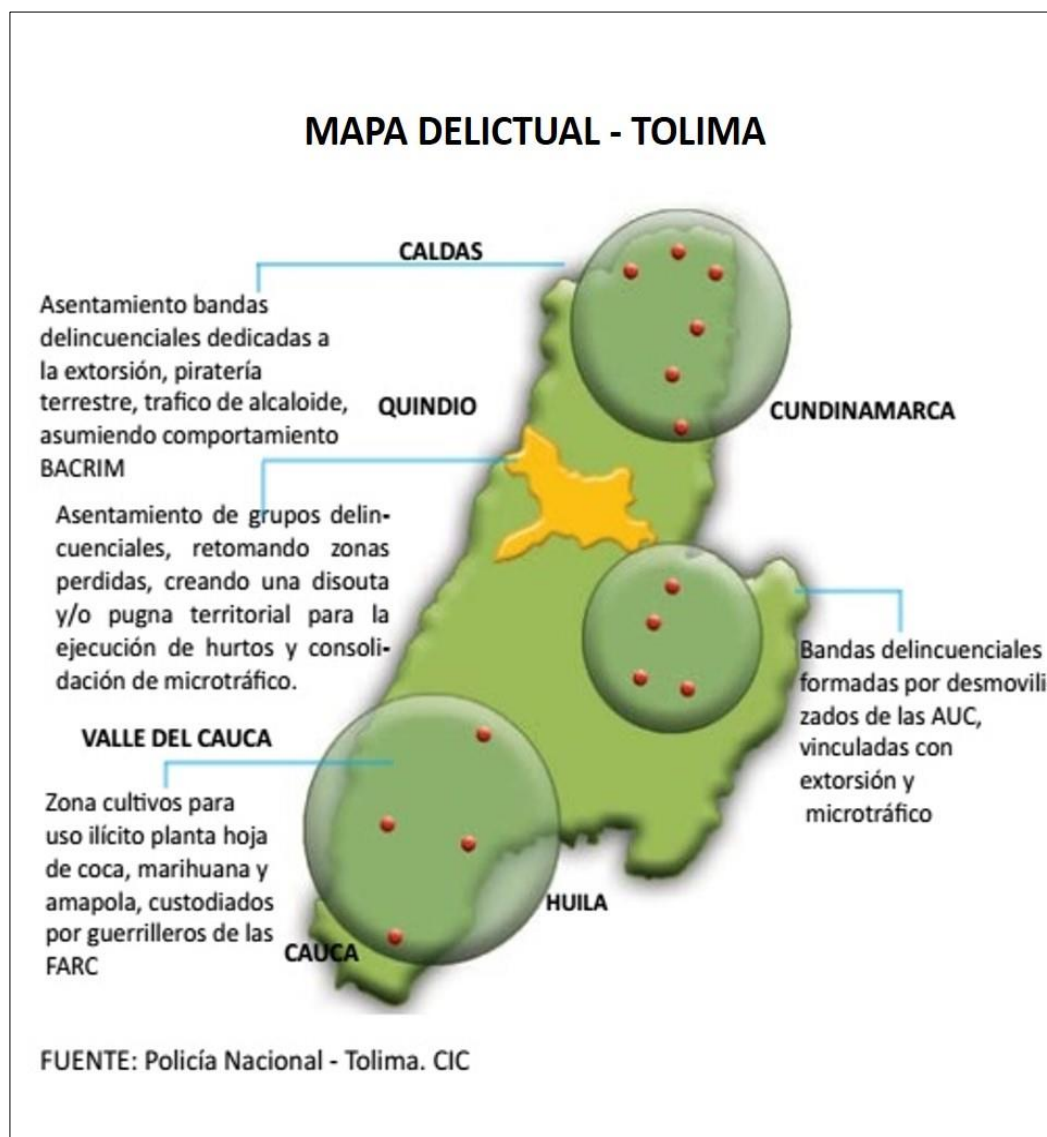 MAPA DELICTUAL - TOLIMA
CALDAS
Asentamiento bandas
delincuenciales dedicadas a
la extorsión, piratería
terrestre, trafico de alcaloide,
asumiendo comportamiento
BACRIM
QUINDIO
CUNDINAMARCA
Asentamiento de grupos delin-
cuenciales, retomando zonas
perdidas, creando una disouta
y/o pugna territorial para la
ejecución de hurtos y consoli-
dación de microtráfico.
Bandas delincuenciales
formadas por desmovili
zados de las AUC,
vinculadas con
extorsión y
microtráfico
VALLE DEL CAUCA
Zona cultivos para
uso ilícito planta hoja
de coca, marihuana y
amapola, custodiados
por guerrilleros de las
FARC
HUILA
CAUCA
FUENTE: Policía Nacional - Tolima. CIC